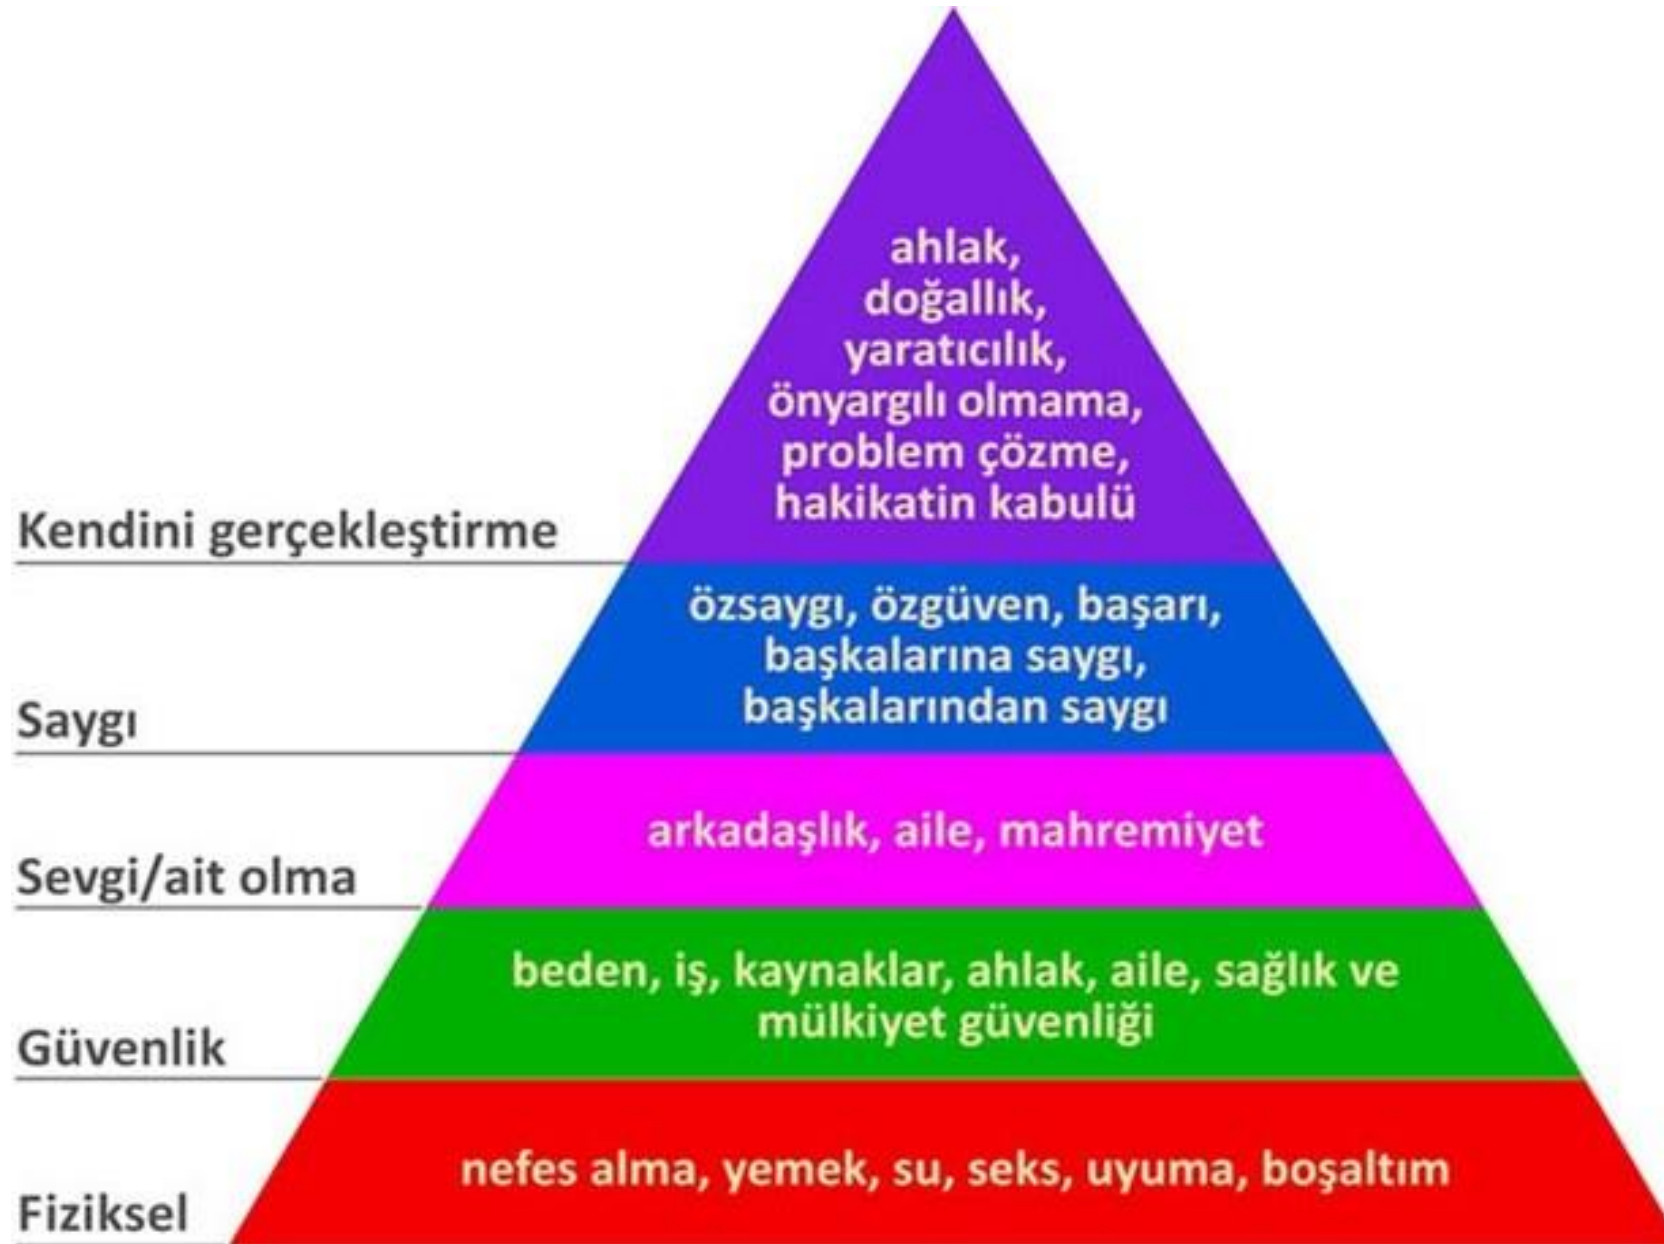 ahlak,
doğallık,
yaratıcılık,
önyargılı olmama,
problem çözme,
hakikatin kabulü
Kendini gerçekleştirme
özsaygı, özgüven, başarı,
başkalarına saygı,
başkalarından saygı
Saygı
arkadaşlık, aile, mahremiyet
Sevgi/ait olma
beden, iş, kaynaklar, ahlak, aile, sağlık ve
mülkiyet güvenliği
Güvenlik
nefes alma, yemek, su, seks, uyuma, boşaltım
Fiziksel